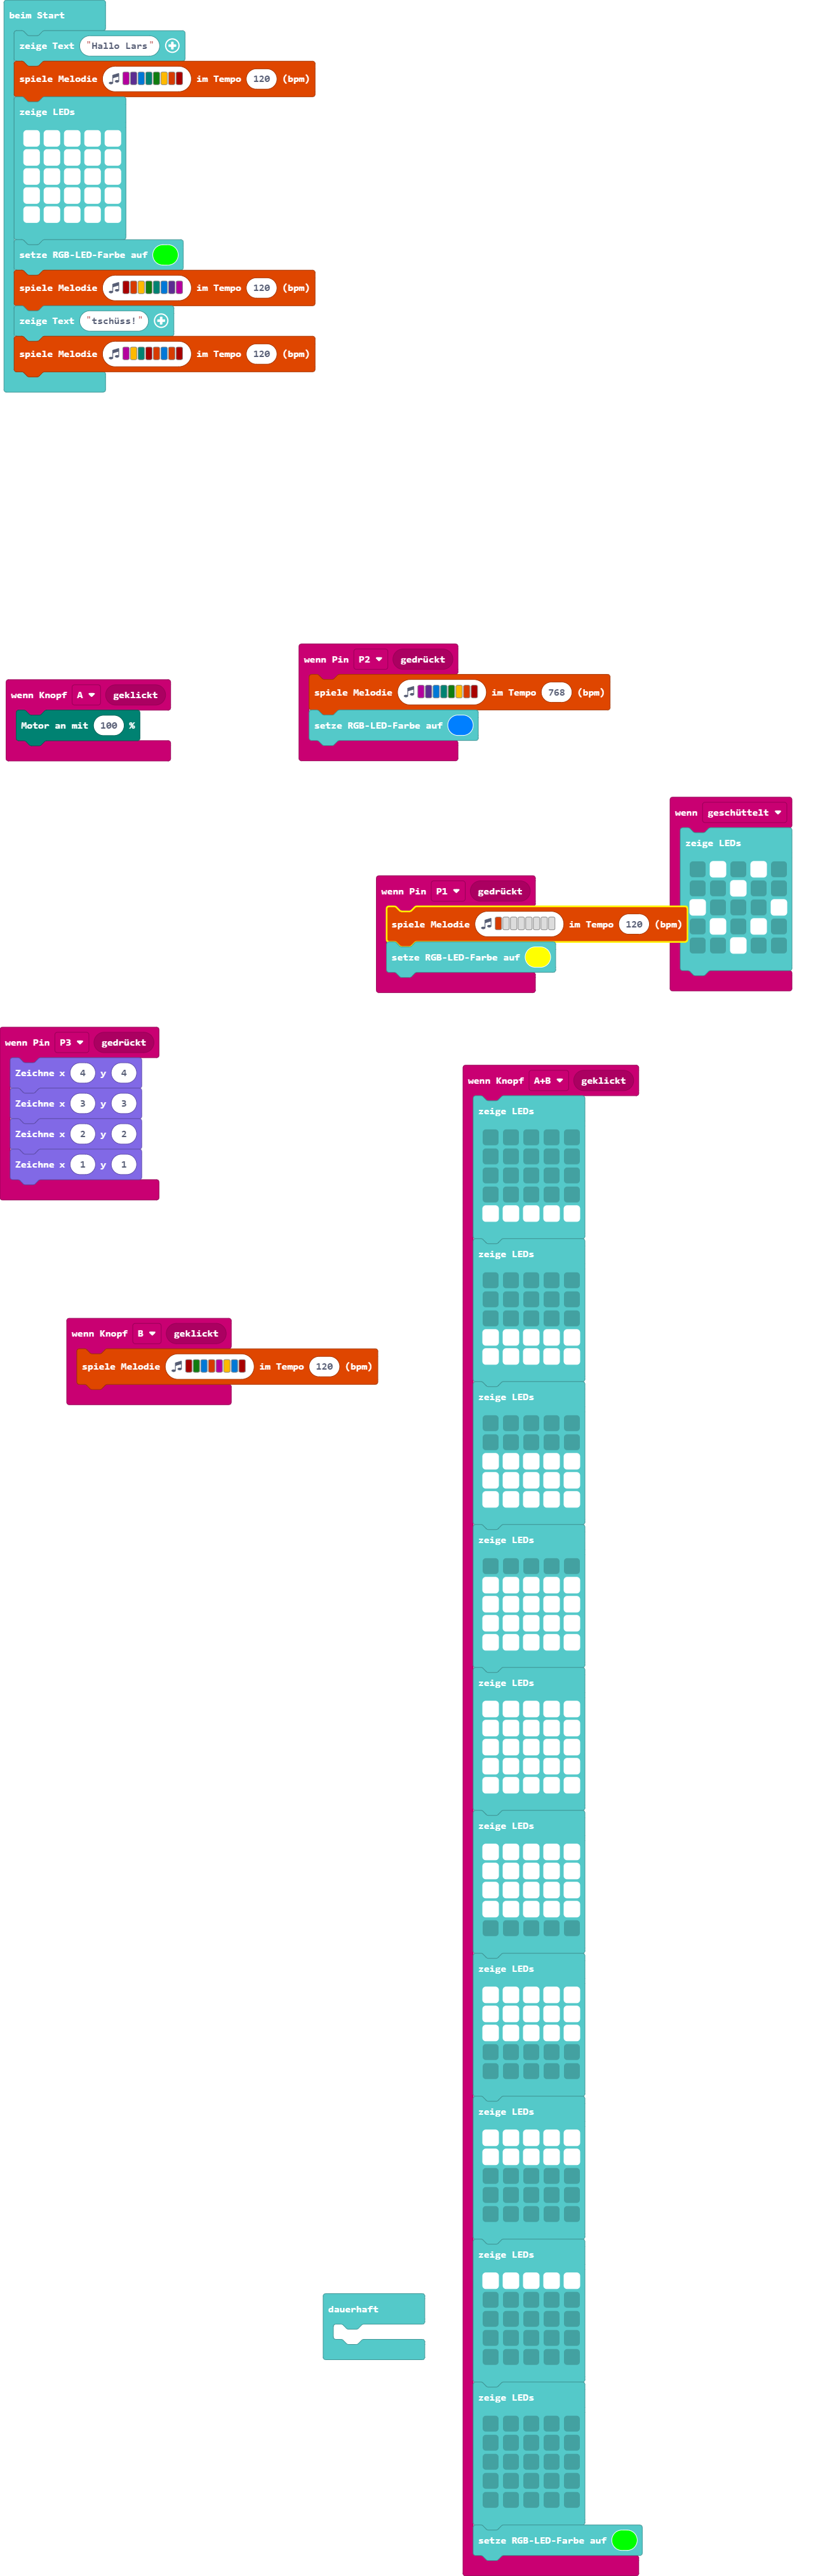 beim Start
zeige Text "Hallo Lars"
spiele Melodie im Tempo 120 (bpm)
zeige LEDs
setze RGB-LED-Farbe auf
spiele Melodie im Tempo 120 (bpm)
zeige Text "tschüss!"
spiele Melodie im Tempo 120 (bpm)
wenn Knopf A geklickt
Motor an mit 100 %
wenn Pin P2 gedrückt
spiele Melodie im Tempo 768 (bpm)
setze RGB-LED-Farbe auf
wenn geschüttelt
zeige LEDs
wenn Pin P1 gedrückt
spiele Melodie im Tempo 120 (bpm)
setze RGB-LED-Farbe auf
wenn Pin P3 gedrückt
Zeichne x 4 y 4
Zeichne x 3 y 3
Zeichne x 2 y 2
Zeichne x 1 y 1
wenn Knopf B geklickt
spiele Melodie im Tempo 120 (bpm)
wenn Knopf A+B geklickt
zeige LEDs
zeige LEDs
zeige LEDs
zeige LEDs
zeige LEDs
zeige LEDs
zeige LEDs
zeige LEDs
zeige LEDs
zeige LEDs
setze RGB-LED-Farbe auf
dauerhaft